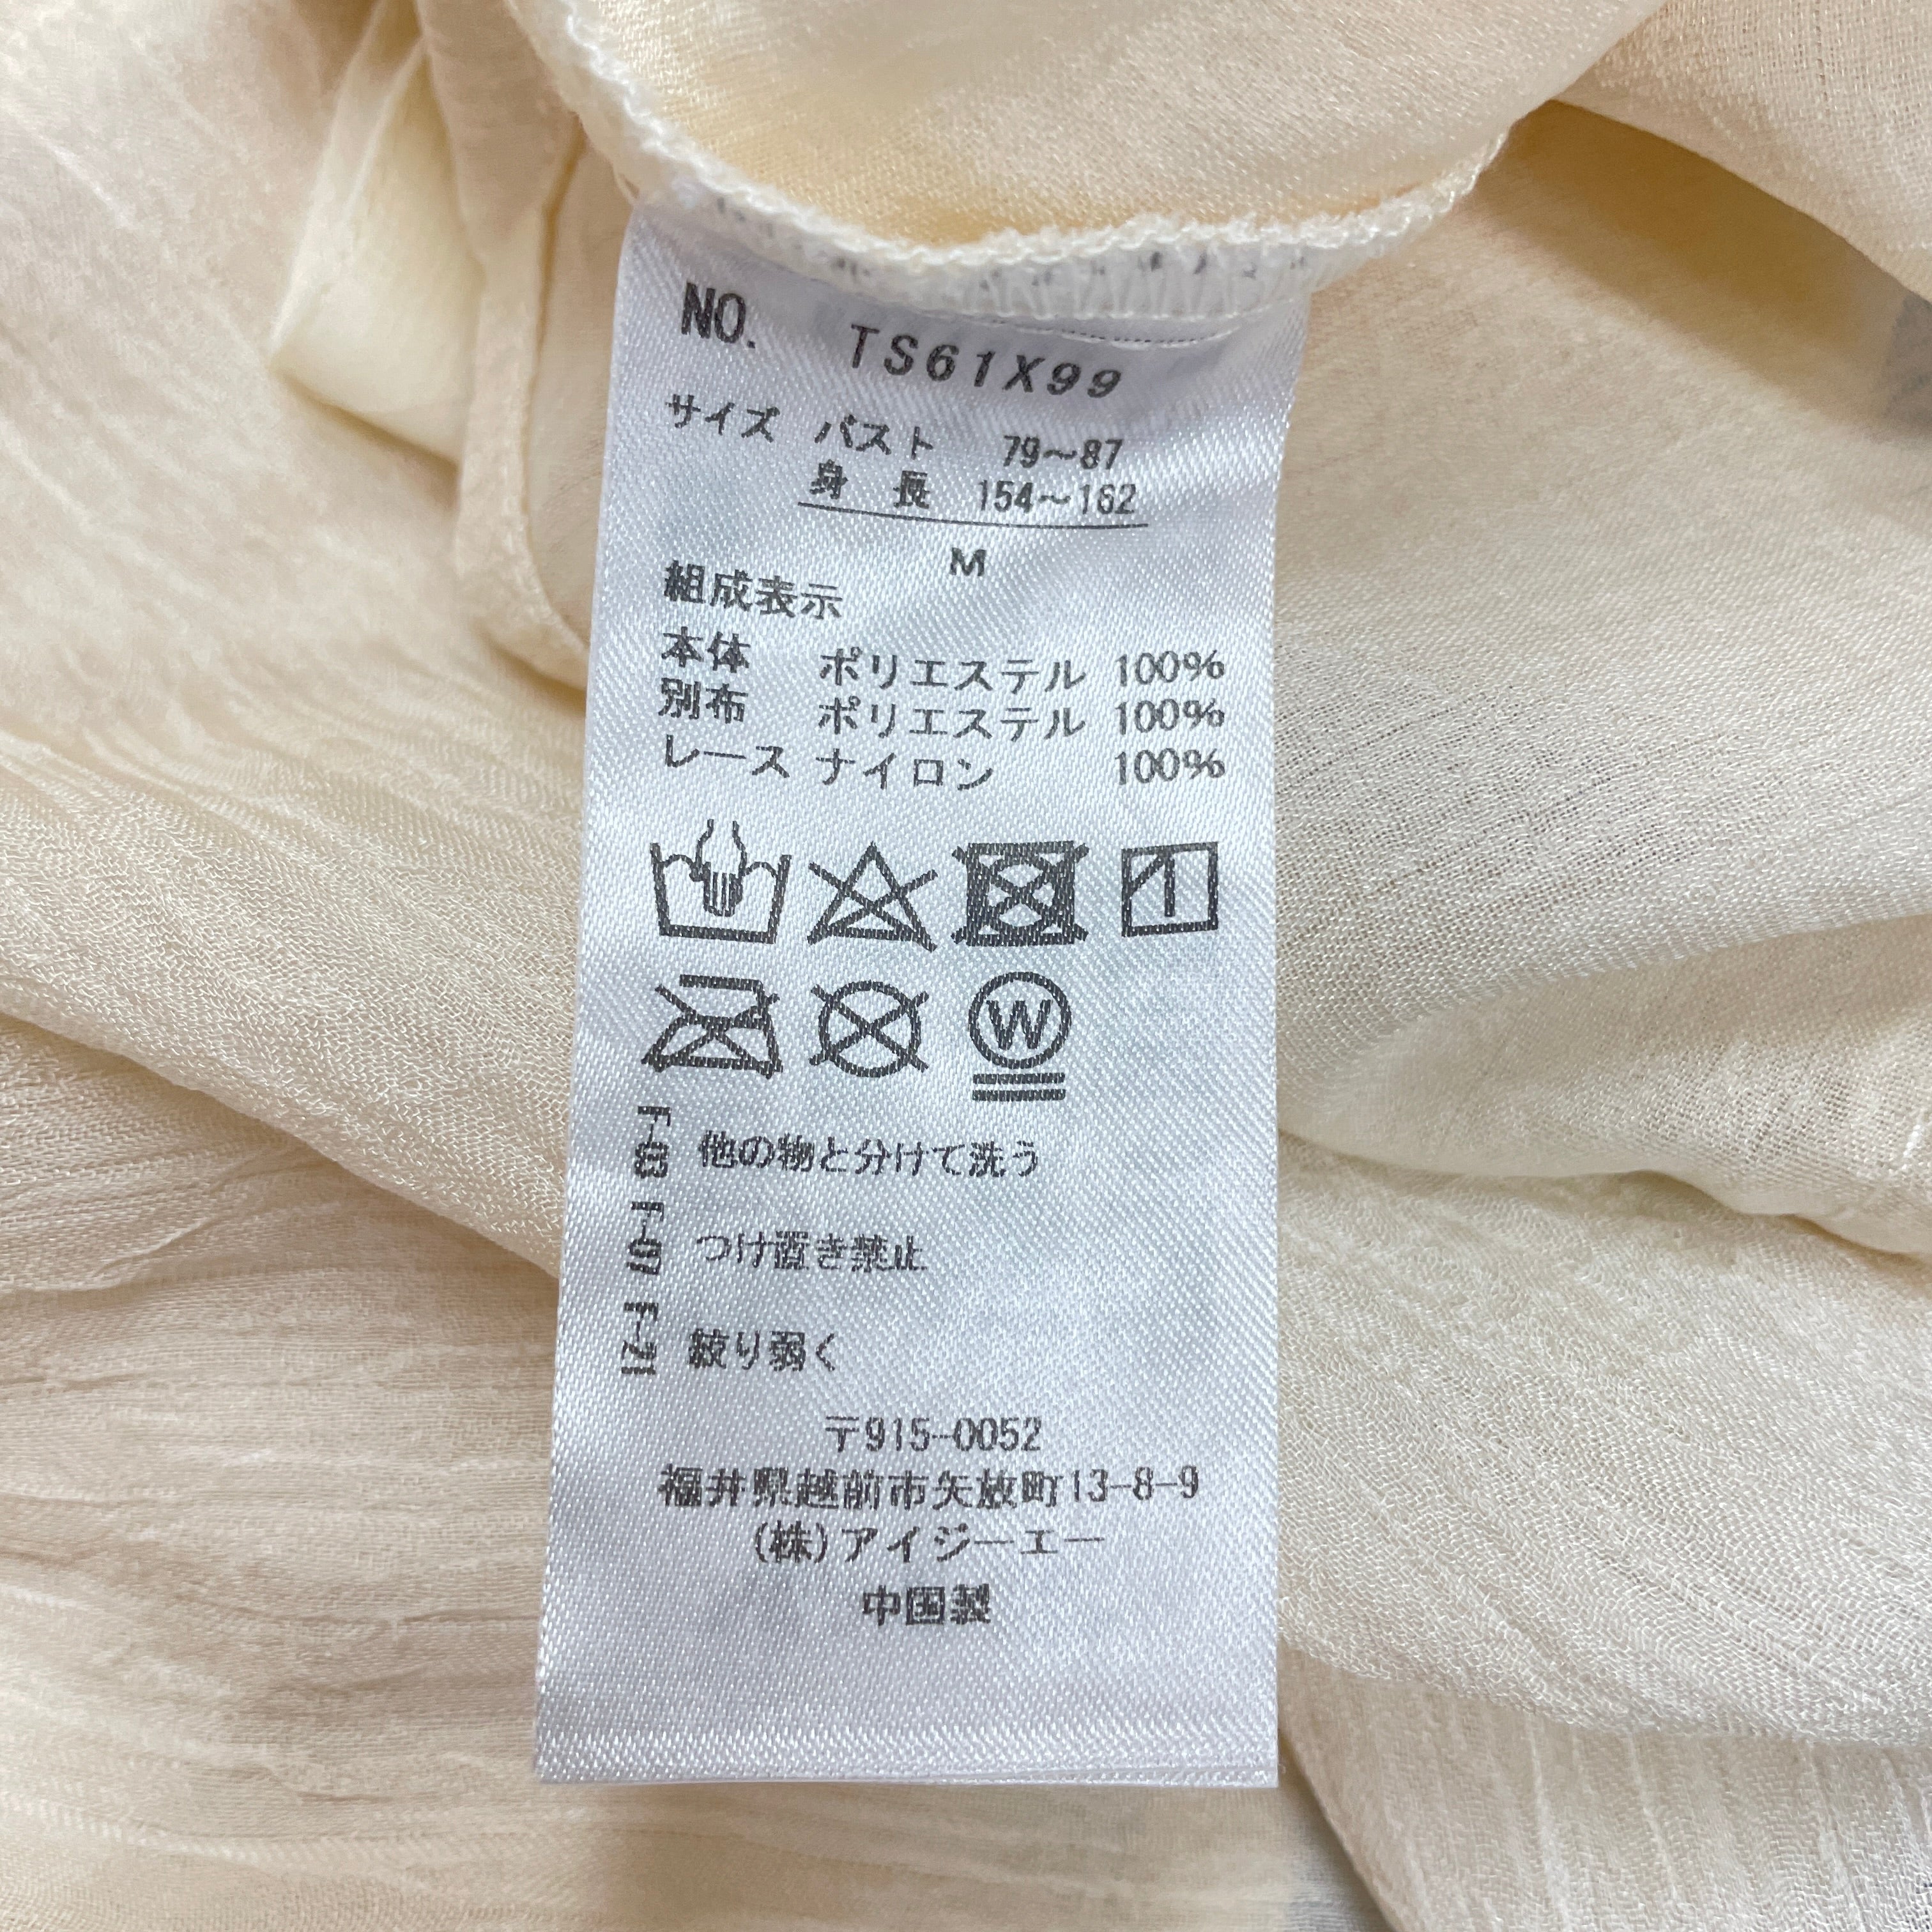 NO. TS61X99
サイズ バスト 79〜87
身 長 154〜162
M
組成表示
本体 ポリエステル 100%
別布 ポリエステル 100%
レース ナイロン 100%
W
他の物と分けて洗う
つけ置き禁止
絞り弱く
〒915-0052
福井県越前市矢放町13-8-9
(株)アイジーエー
中国製